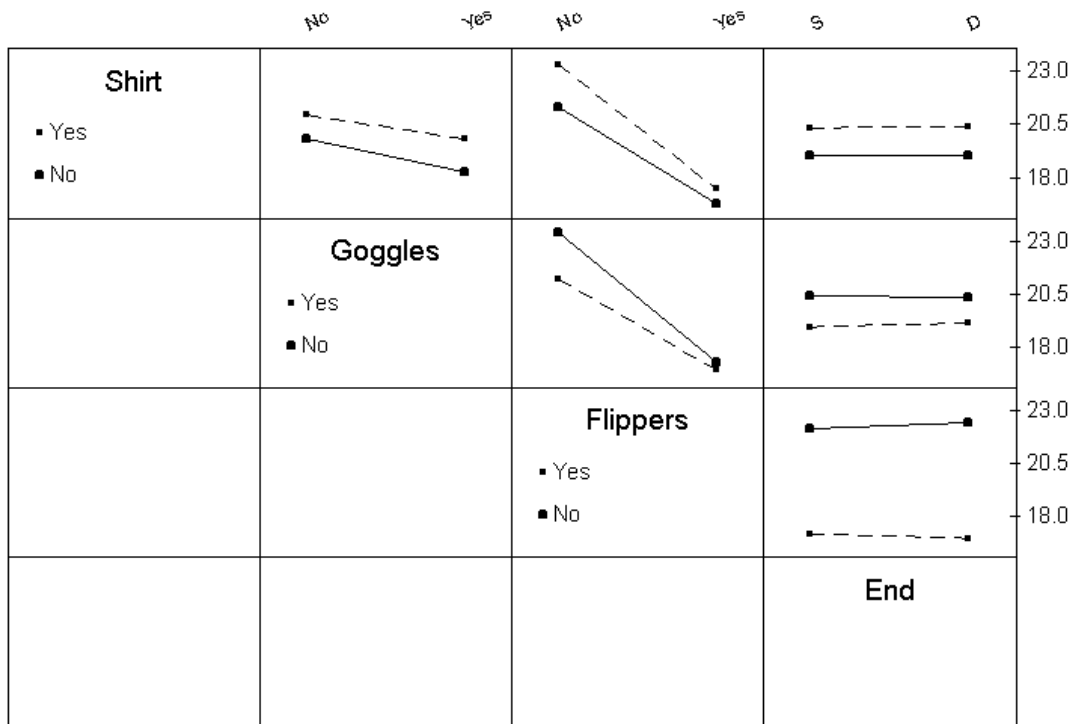 No Yes No Yes S D
Shirt
Yes
No
23.0
20.5
18.0
Goggles
Yes
No
23.0
20.5
18.0
Flippers
Yes
No
23.0
20.5
18.0
End